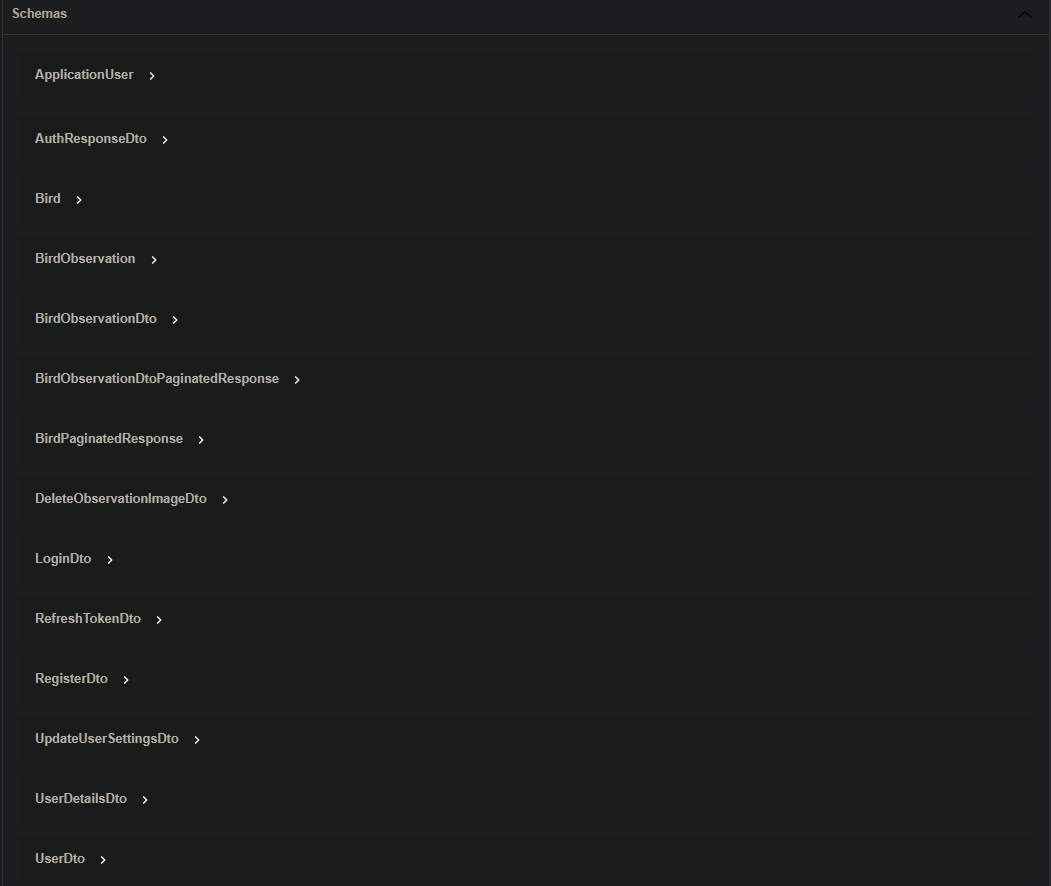 Schemas
ApplicationUser
AuthResponseDto
Bird
BirdObservation
BirdObservationDto
BirdObservationDtoPaginatedResponse
BirdPaginatedResponse
DeleteObservationImageDto
LoginDto
RefreshTokenDto
RegisterDto
UpdateUserSettingsDto
UserDetailsDto
UserDto